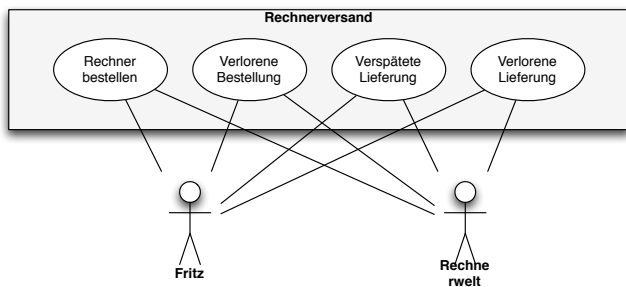 Rechnerversand
Rechner
bestellen
Verlorene
Bestellung
Verspätete
Lieferung
Verlorene
Lieferung
Fritz
Rechne
rwelt